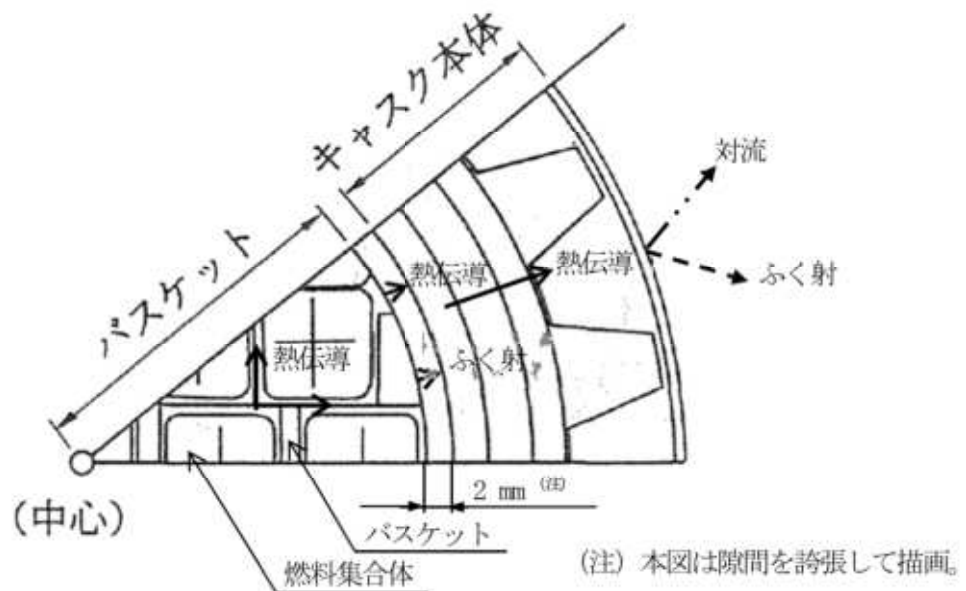 キャスク本体
バスケット
対流
熱伝導
熱伝導
ふく射
熱伝導
ふく射
(中心)
2 mm (注)
バスケット
燃料集合体
(注) 本図は隙間を誇張して描画。